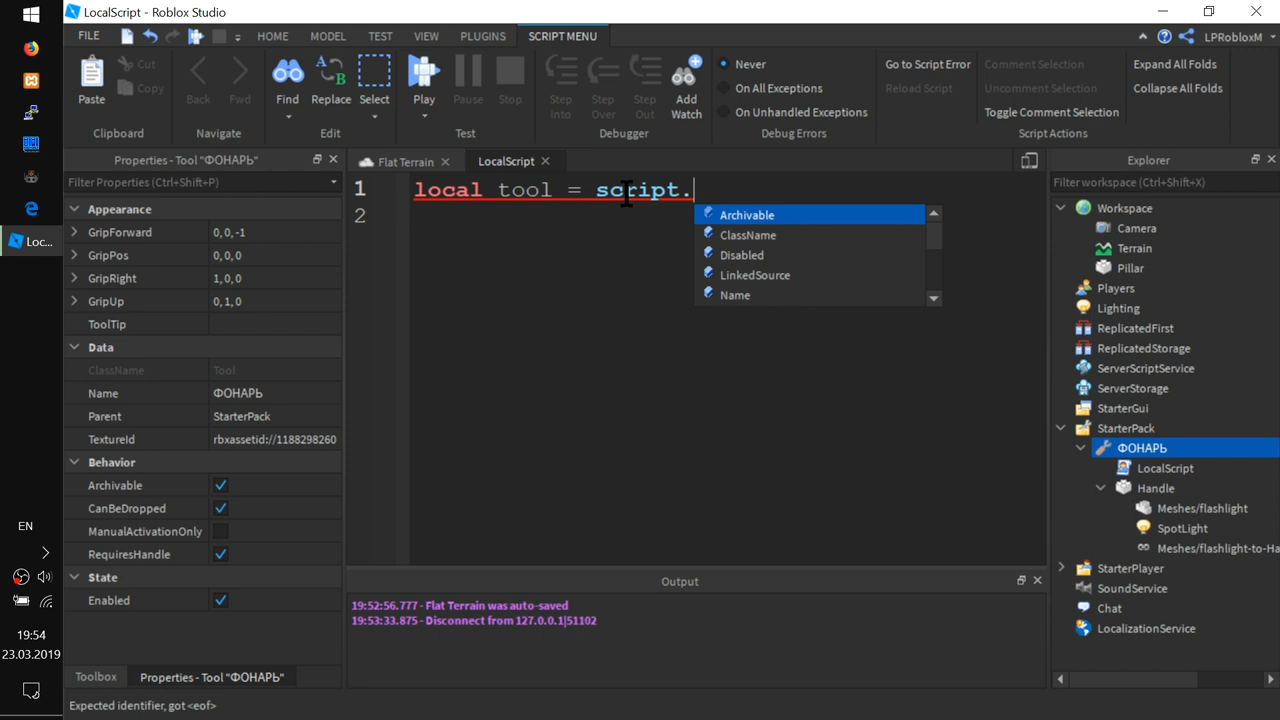 LocalScript - Roblox Studio
FILE
HOME
MODEL
TEST
VIEW
PLUGINS
SCRIPT MENU
LPRobloxM
Paste
Cut
Copy
Clipboard
Back
Fwd
Navigate
Find
Replace
Select
Edit
Play
Pause
Stop
Test
Step Into
Step Over
Step Out
Add Watch
Debugger
Never
On All Exceptions
On Unhandled Exceptions
Debug Errors
Go to Script Error
Reload Script
Comment Selection
Uncomment Selection
Toggle Comment Selection
Script Actions
Expand All Folds
Collapse All Folds
Properties - Tool "ФОНАРЬ"
Filter Properties (Ctrl+Shift+P)
Appearance
GripForward 0, 0, -1
GripPos 0, 0, 0
GripRight 1, 0, 0
GripUp 0, 1, 0
ToolTip
Data
ClassName Tool
Name ФОНАРЬ
Parent StarterPack
TextureId rbxassetid://1188298260
Behavior
Archivable
CanBeDropped
ManualActivationOnly
RequiresHandle
State
Enabled
Toolbox
Properties - Tool "ФОНАРЬ"
Expected identifier, got <eof>
Flat Terrain
LocalScript
1 local tool = script.
2
Archivable
ClassName
Disabled
LinkedSource
Name
Output
19:52:56.777 - Flat Terrain was auto-saved
19:53:33.875 - Disconnect from 127.0.0.1|51102
Explorer
Filter workspace (Ctrl+Shift+X)
Workspace
Camera
Terrain
Pillar
Players
Lighting
ReplicatedFirst
ReplicatedStorage
ServerScriptService
ServerStorage
StarterGui
StarterPack
ФОНАРЬ
LocalScript
Handle
Meshes/flashlight
SpotLight
Meshes/flashlight-to-Ha
StarterPlayer
SoundService
Chat
LocalizationService
Loc...
EN
19:54
23.03.2019